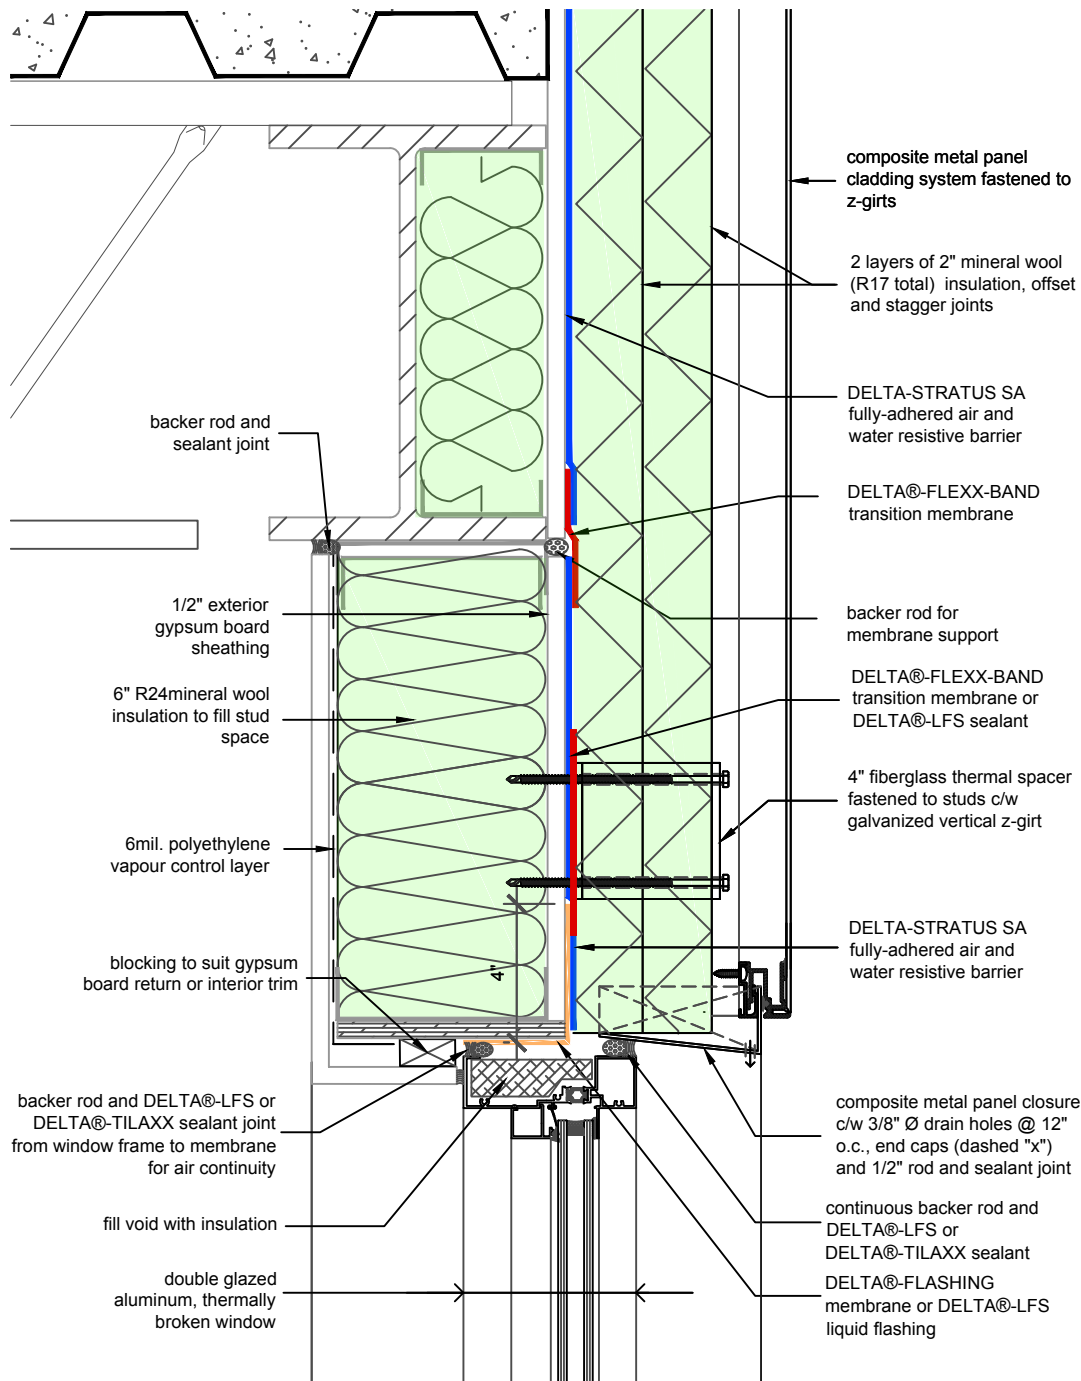 composite metal panel
cladding system fastened to
z-girts
2 layers of 2" mineral wool
(R17 total) insulation, offset
and stagger joints
DELTA-STRATUS SA
fully-adhered air and
water resistive barrier
backer rod and
sealant joint
DELTA®-FLEXX-BAND
transition membrane
1/2" exterior
gypsum board
sheathing
backer rod for
membrane support
6" R24mineral wool
insulation to fill stud
space
DELTA®-FLEXX-BAND
transition membrane or
DELTA®-LFS sealant
4" fiberglass thermal spacer
fastened to studs c/w
galvanized vertical z-girt
6mil. polyethylene
vapour control layer
DELTA-STRATUS SA
fully-adhered air and
water resistive barrier
4"
blocking to suit gypsum
board return or interior trim
backer rod and DELTA®-LFS or
DELTA®-TILAXX sealant joint
from window frame to membrane
for air continuity
composite metal panel closure
c/w 3/8" Ø drain holes @ 12"
o.c., end caps (dashed "x")
and 1/2" rod and sealant joint
fill void with insulation
continuous backer rod and
DELTA®-LFS or
DELTA®-TILAXX sealant
double glazed
aluminum, thermally
broken window
DELTA®-FLASHING
membrane or DELTA®-LFS
liquid flashing